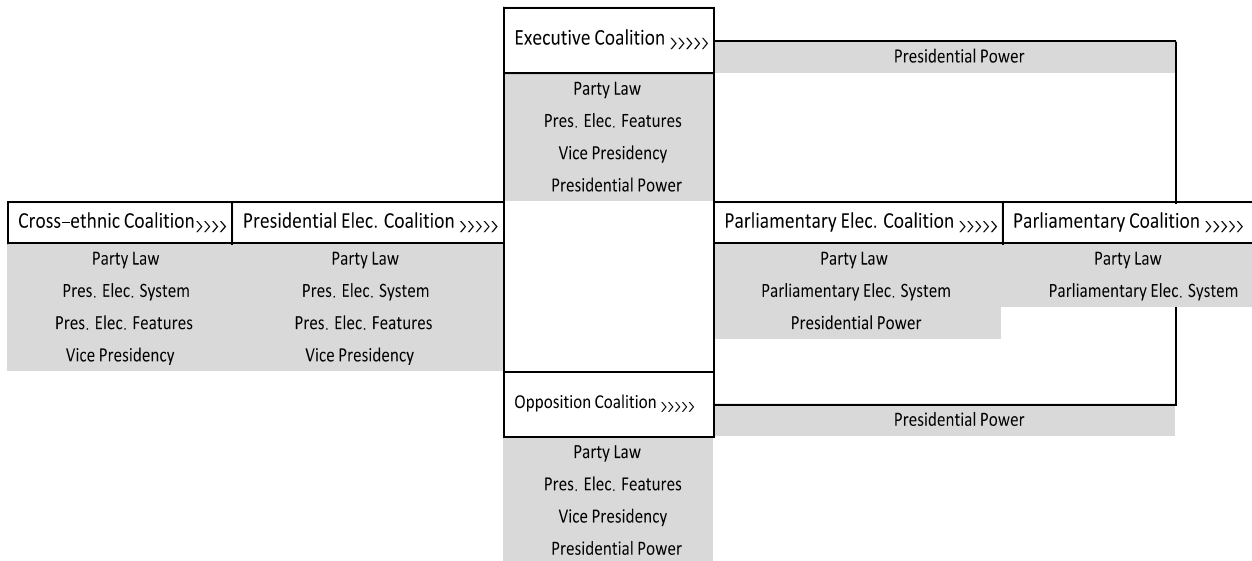 Executive Coalition >>>>>
Presidential Power
Party Law
Pres. Elec. Features
Vice Presidency
Presidential Power
Cross–ethnic Coalition>>>>
Party Law
Pres. Elec. System
Pres. Elec. Features
Vice Presidency
Presidential Elec. Coalition >>>>>
Party Law
Pres. Elec. System
Pres. Elec. Features
Vice Presidency
Parliamentary Elec. Coalition >>>>>
Party Law
Parliamentary Elec. System
Presidential Power
Parliamentary Coalition >>>>>
Party Law
Parliamentary Elec. System
Opposition Coalition >>>>>
Presidential Power
Party Law
Pres. Elec. Features
Vice Presidency
Presidential Power